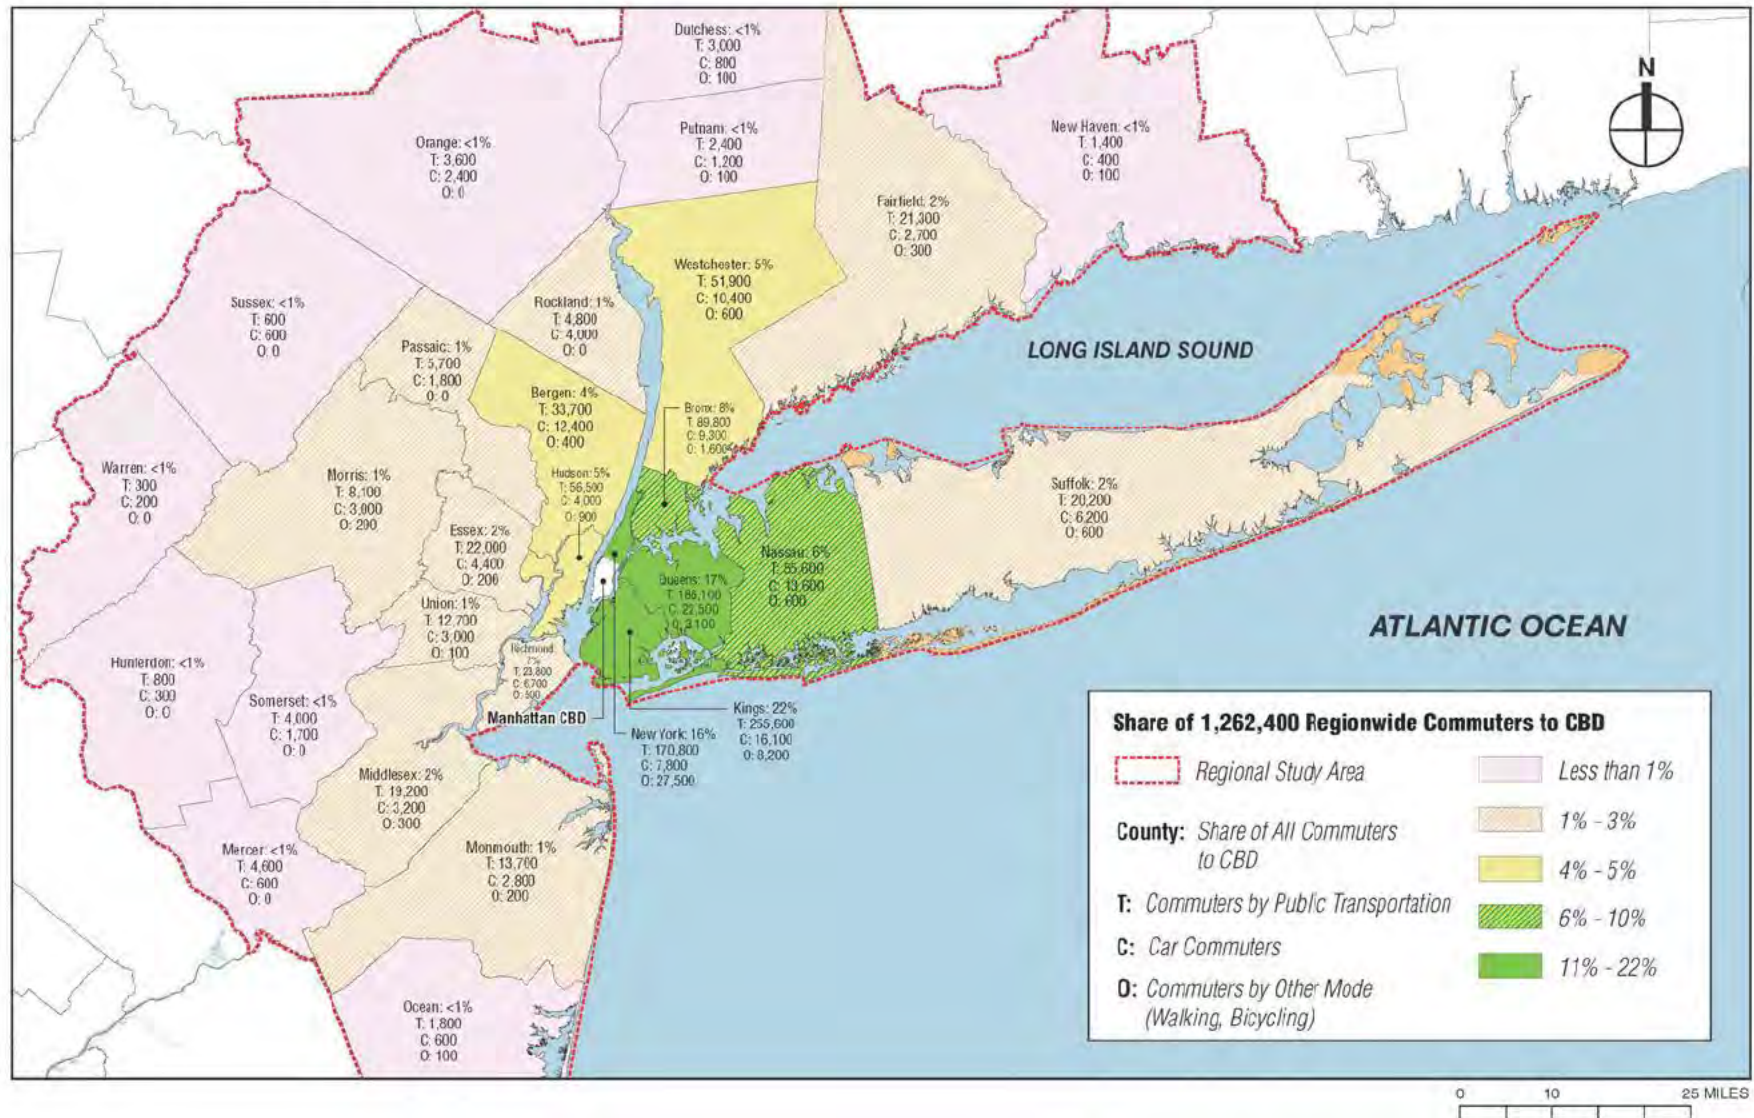 Dutchess: <1%
T: 3,000
C: 800
O: 100
Putnam: <1%
T: 2,400
C: 1,200
O: 100
Orange: <1%
T: 3,600
C: 2,400
O: 0
New Haven: <1%
T: 1,400
C: 400
O: 100
N
Fairfield: 2%
T: 21,300
C: 2,700
O: 300
Westchester: 5%
T: 51,900
C: 10,400
O: 600
Sussex: <1%
T: 600
C: 600
O: 0
Rockland: 1%
T: 4,800
C: 4,000
O: 0
Passaic: 1%
T: 5,700
C: 1,800
O: 0
LONG ISLAND SOUND
Bergen: 4%
T: 33,700
C: 12,400
O: 400
Bronx: 8%
T: 89,800
C: 9,300
C: 1,600
Hudson: 5%
T: 56,500
C: 4,000
O: 900
Warren: <1%
T: 300
C: 200
O: 0
Morris: 1%
T: 8,100
C: 3,000
O: 200
Essex: 2%
T: 22,000
C: 4,400
O: 200
Suffolk: 2%
T: 20,200
C: 6,200
O: 600
Nassau: 6%
T: 55,600
C: 13,600
O: 600
Queens: 17%
O: 3,100
Union: 1%
T: 12,700
C: 3,000
O: 100
Richmond:
T: 23,800
C: 6,700
O: 500
ATLANTIC OCEAN
Hunterdon: <1%
T: 800
C: 300
O: 0
Somerset: <1%
T: 4,000
C: 1,700
O: 0
Manhattan CBD
Kings: 22%
T: 255,600
C: 16,100
O: 8,200
New York: 16%
T: 170,800
C: 7,800
O: 27,500
Middlesex: 2%
T: 19,200
C: 3,200
O: 300
Mercer: <1%
T: 4,600
C: 600
O: 0
Monmouth: 1%
T: 13,700
C: 2,800
O: 200
Ocean: <1%
T: 1,800
C: 600
O: 100
Share of 1,262,400 Regionwide Commuters to CBD
Regional Study Area
County: Share of All Commuters
to CBD
T: Commuters by Public Transportation
C: Car Commuters
O: Commuters by Other Mode
(Walking, Bicycling)
Less than 1%
1% - 3%
4% - 5%
6% - 10%
11% - 22%
0 10 25 MILES